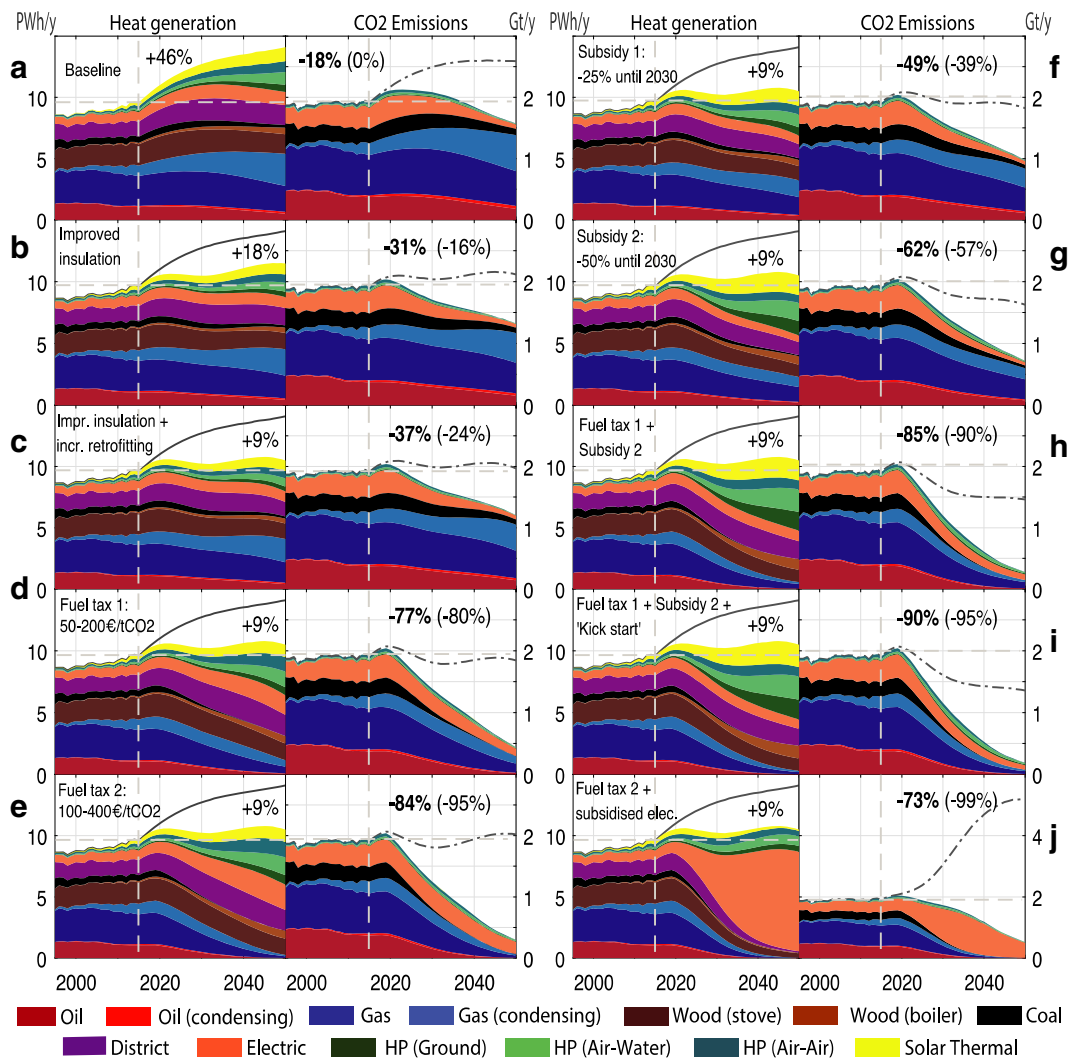 PWh/y Heat generation CO2 Emissions Gt/y
PWh/y Heat generation CO2 Emissions Gt/y
a
Baseline
+46%
-18% (0%)
10
5
0
2
1
0
f
Subsidy 1:
-25% until 2030
+9%
-49% (-39%)
10
5
0
2
1
0
b
Improved
insulation
+18%
-31% (-16%)
10
5
0
2
1
0
g
Subsidy 2:
-50% until 2030
+9%
-62% (-57%)
10
5
0
2
1
0
c
Impr. insulation +
incr. retrofitting
+9%
-37% (-24%)
10
5
0
2
1
0
h
Fuel tax 1 +
Subsidy 2
+9%
-85% (-90%)
10
5
0
2
1
0
d
Fuel tax 1:
50-200€/tCO2
+9%
-77% (-80%)
10
5
0
2
1
0
i
Fuel tax 1 + Subsidy 2 +
'Kick start'
+9%
-90% (-95%)
10
5
0
2
1
0
e
Fuel tax 2:
100-400€/tCO2
+9%
-84% (-95%)
10
5
0
2
1
0
j
Fuel tax 2 +
subsidised elec.
+9%
-73% (-99%)
10
5
0
4
2
0
2000 2020 2040 2000 2020 2040
2000 2020 2040 2000 2020 2040
Oil Oil (condensing) Gas Gas (condensing) Wood (stove) Wood (boiler) Coal
District Electric HP (Ground) HP (Air-Water) HP (Air-Air) Solar Thermal